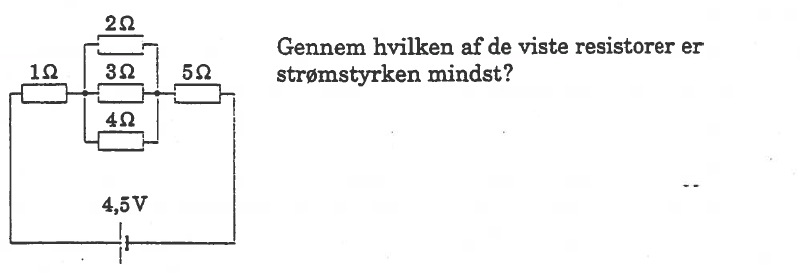 2Ω
Gennem hvilken af de viste resistorer er
strømstyrken mindst?
1Ω 3Ω 5Ω
4Ω
4,5V